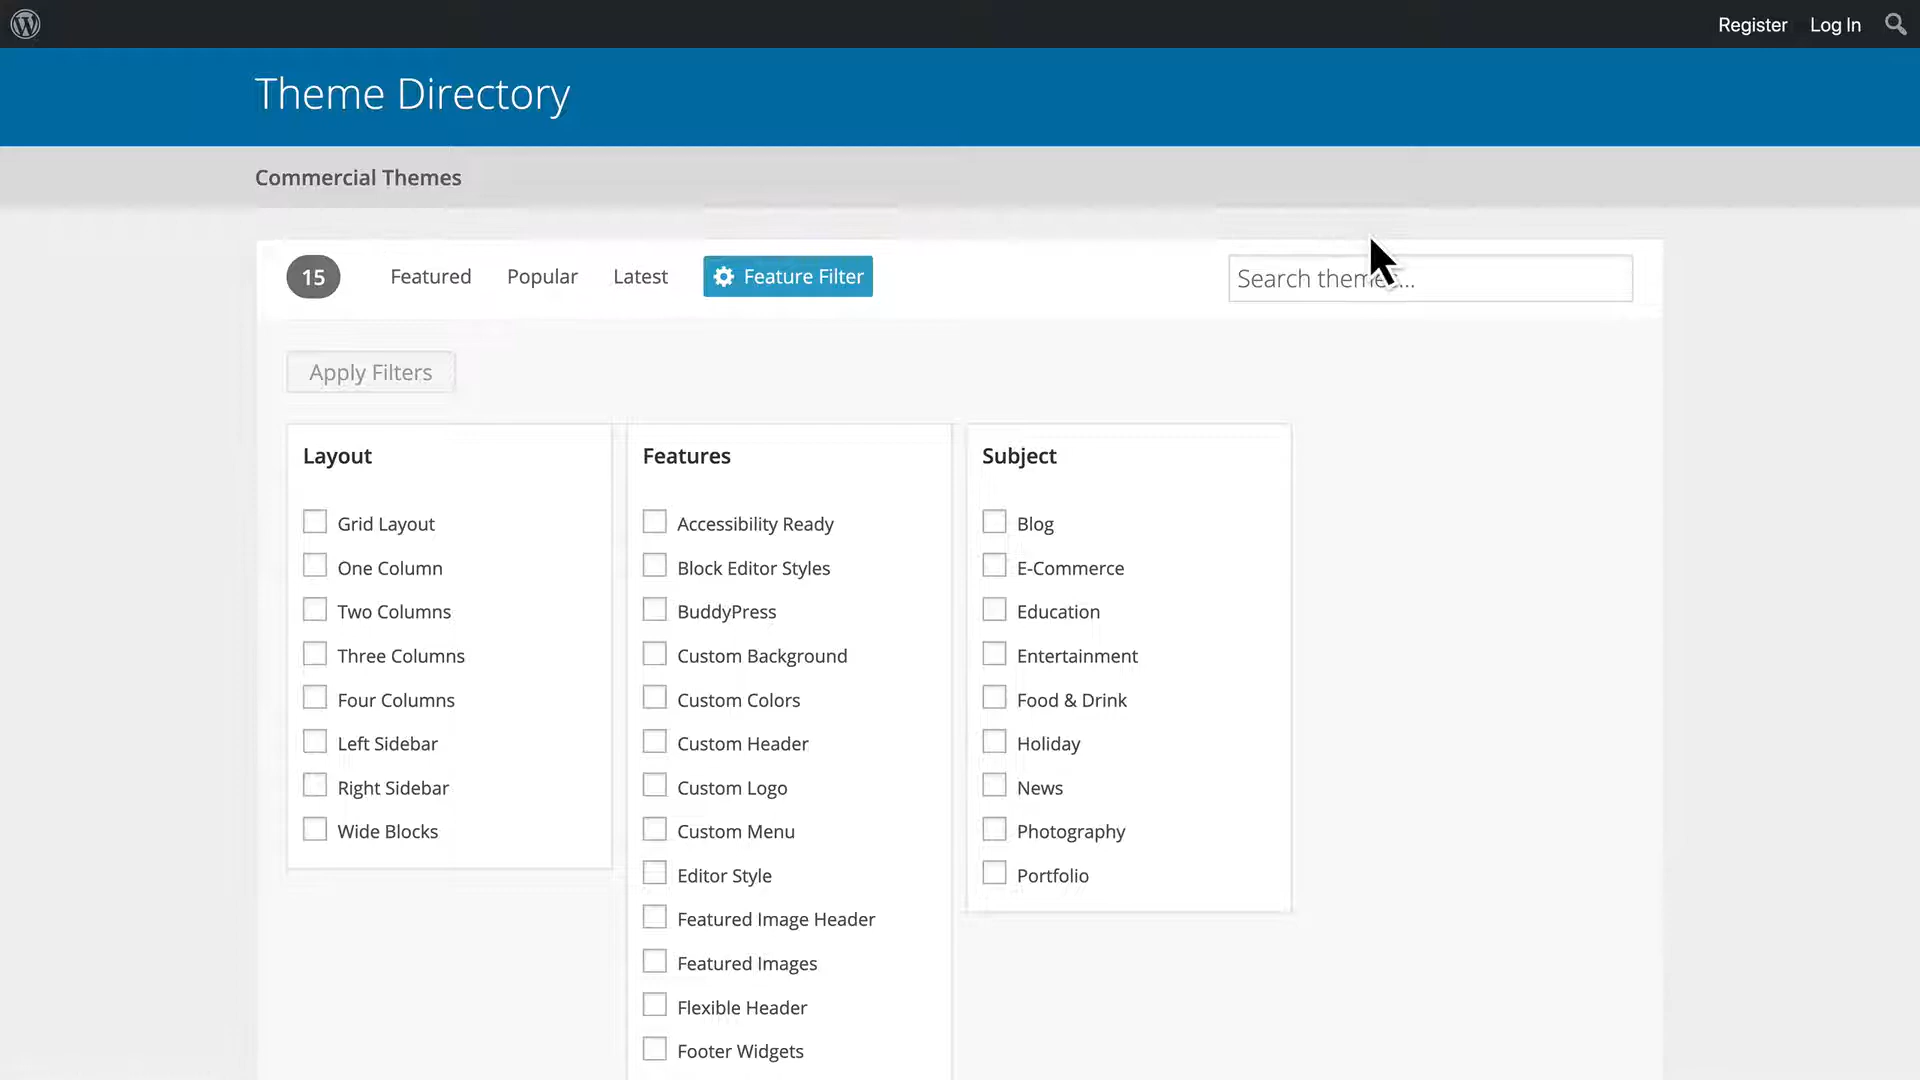 Register Log In
Theme Directory
Commercial Themes
15 Featured Popular Latest Feature Filter Search themes...
Apply Filters
Layout
Grid Layout
One Column
Two Columns
Three Columns
Four Columns
Left Sidebar
Right Sidebar
Wide Blocks
Features
Accessibility Ready
Block Editor Styles
BuddyPress
Custom Background
Custom Colors
Custom Header
Custom Logo
Custom Menu
Editor Style
Featured Image Header
Featured Images
Flexible Header
Footer Widgets
Subject
Blog
E-Commerce
Education
Entertainment
Food & Drink
Holiday
News
Photography
Portfolio